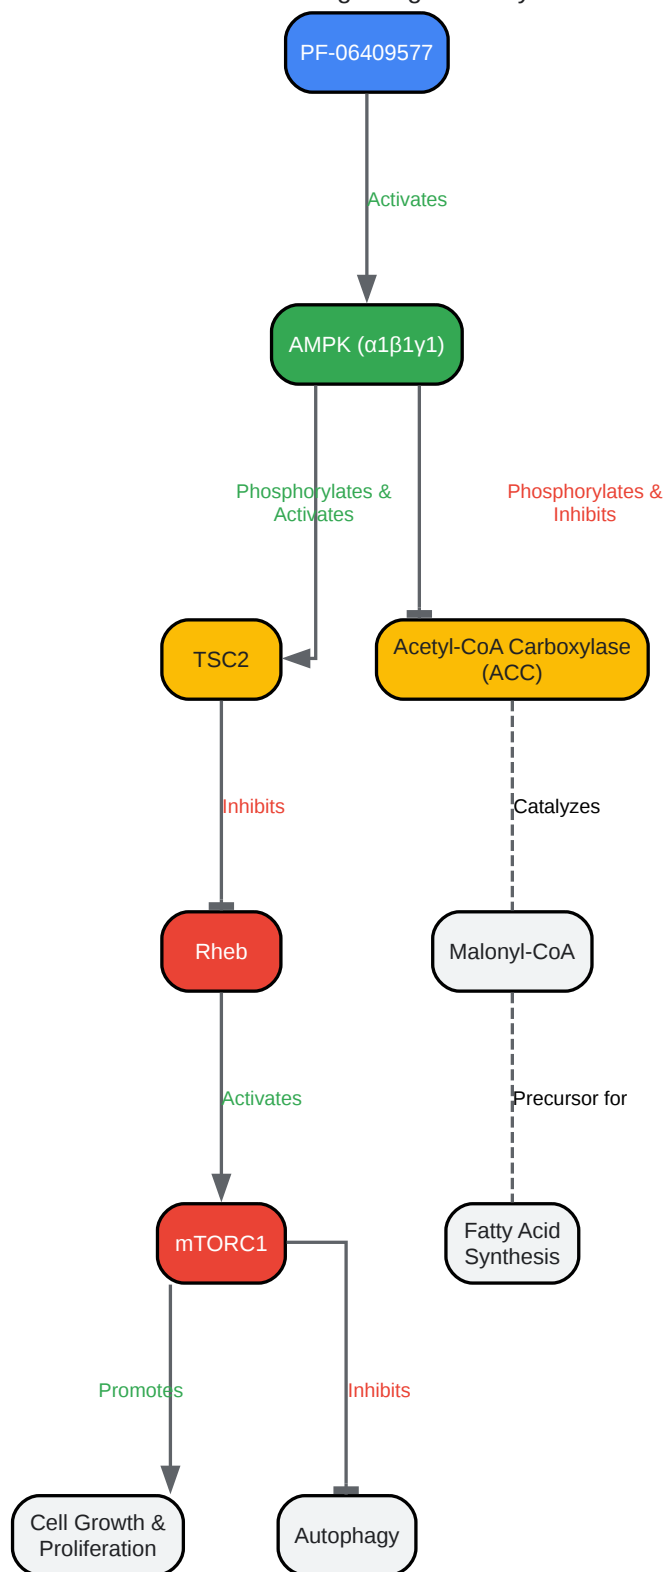 PF-06409577
Activates
AMPK (α1β1γ1)
Phosphorylates &
Activates
Phosphorylates &
Inhibits
TSC2
Acetyl-CoA Carboxylase
(ACC)
Inhibits
Catalyzes
Rheb
Malonyl-CoA
Activates
Precursor for
mTORC1
Fatty Acid
Synthesis
Promotes
Inhibits
Cell Growth &
Proliferation
Autophagy